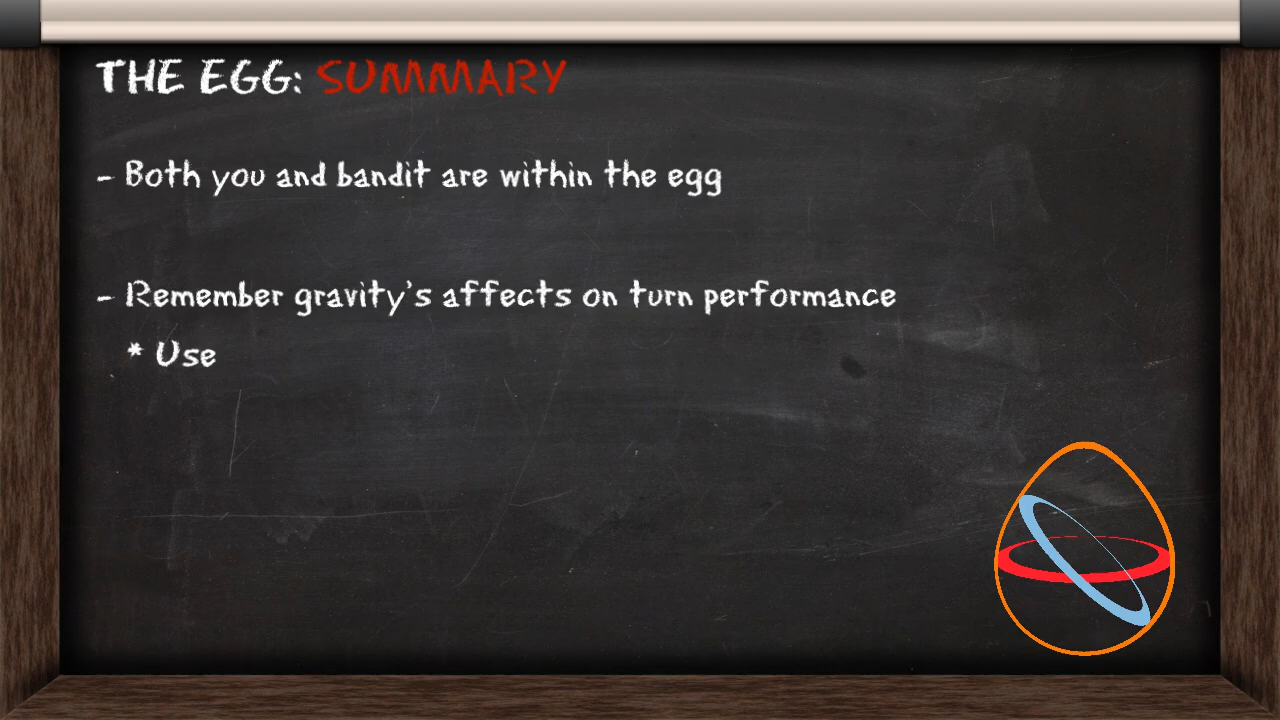 THE EGG: SUMMARY
- Both you and bandit are within the egg
- Remember gravity's affects on turn performance
* Use